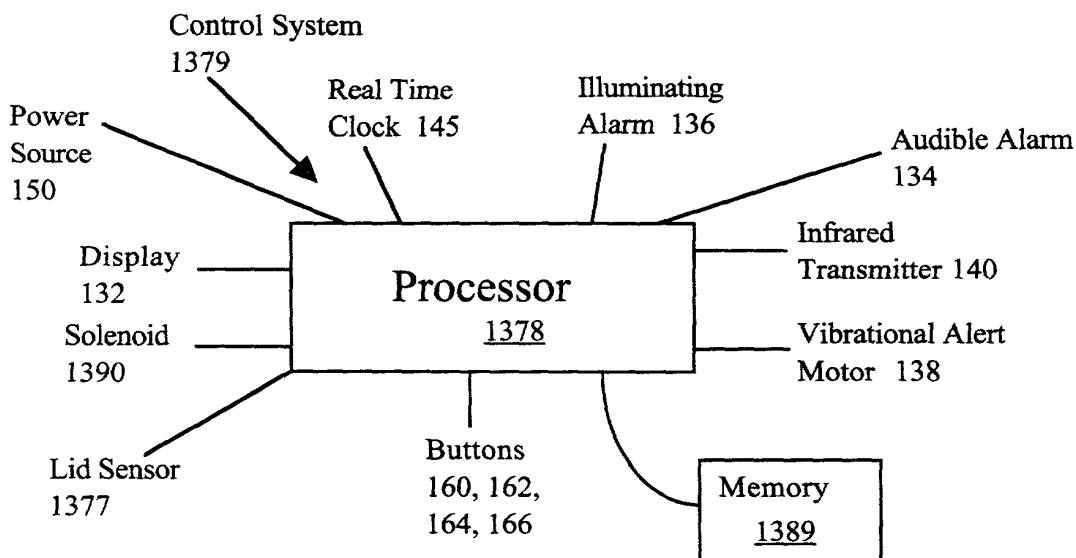 Control System
1379
Real Time
Clock 145
Illuminating
Alarm 136
Power
Source
150
Audible Alarm
134
Display
132
Processor
1378
Infrared
Transmitter 140
Solenoid
1390
Vibrational Alert
Motor 138
Lid Sensor
1377
Buttons
160, 162,
164, 166
Memory
1389